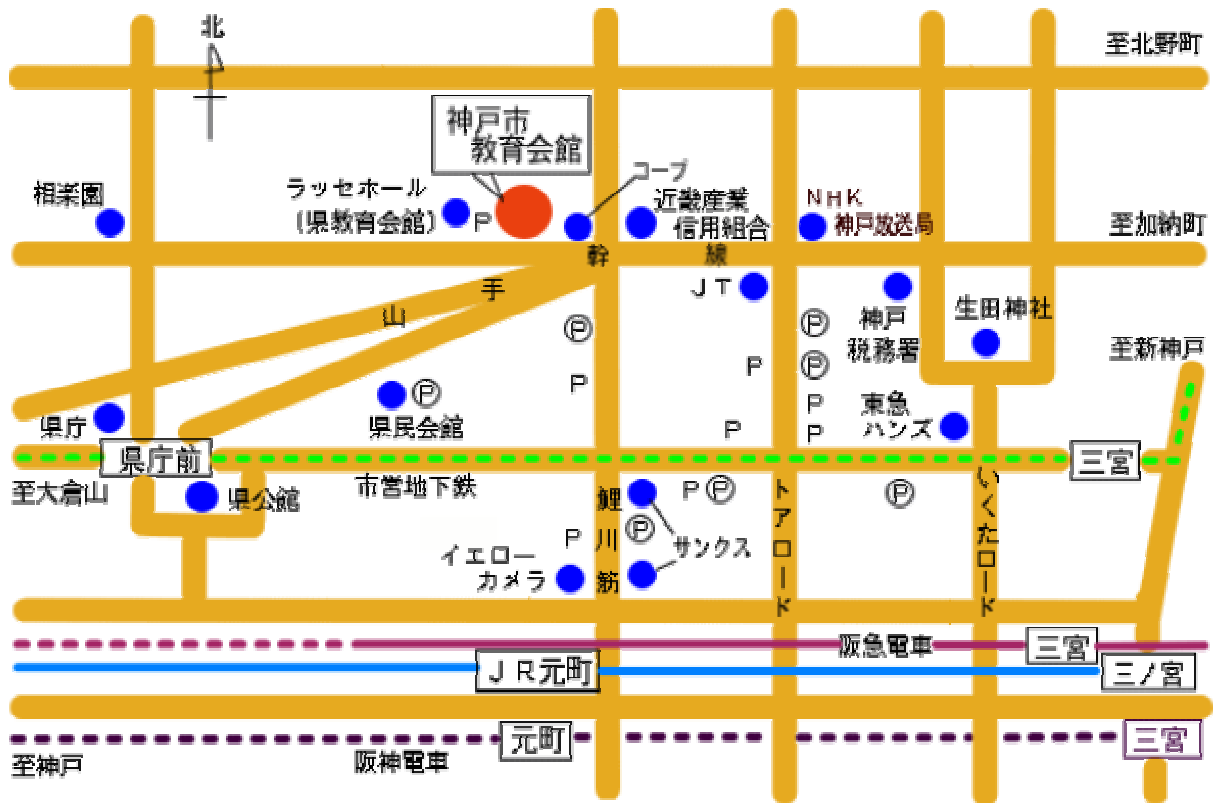 北
至北野町
神戸市
教育会館
コープ
相楽園
ラッセホール
(県教育会館)
P
近畿産業
信用組合
NHK
神戸放送局
至加納町
幹
線
手
山
JT
神戸
税務署
生田神社
至新神戸
P
P
P
P
P
P
P
P
P
県庁
県民会館
東急
ハンズ
県庁前
三宮
至大倉山
県公館
市営地下鉄
鯉
川
筋
P
P
P
P
P
サンクス
イエロー
カメラ
トアロード
いくたロード
阪急電車
三宮
JR元町
三ノ宮
元町
三宮
至神戸
阪神電車